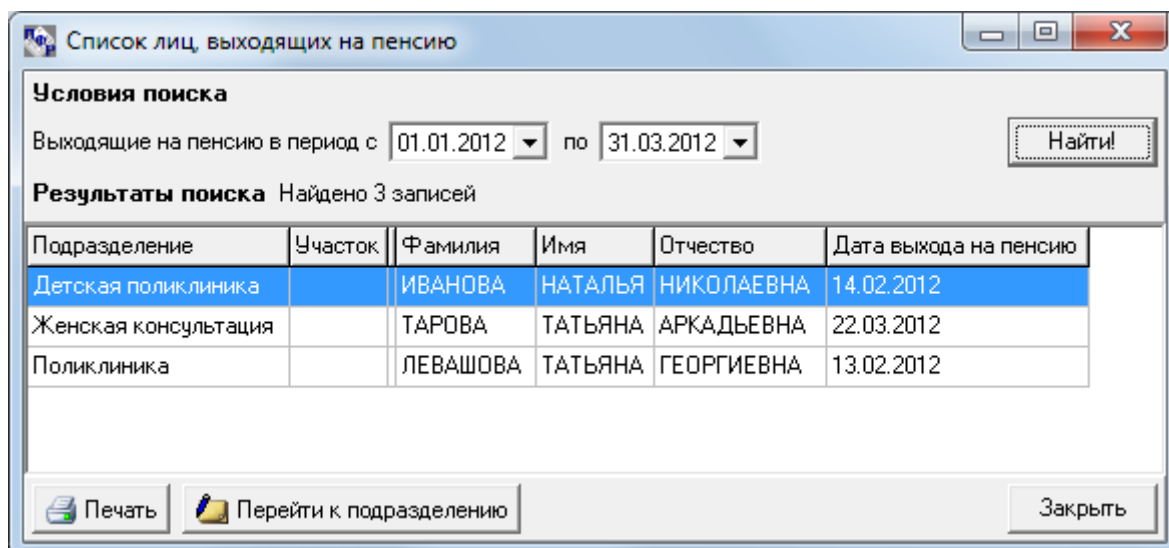 Список лиц, выходящих на пенсию
Условия поиска
Выходящие на пенсию в период с 01.01.2012 по 31.03.2012 Найти!
Результаты поиска Найдено 3 записей
Подразделение Участок Фамилия Имя Отчество Дата выхода на пенсию
Детская поликлиника ИВАНОВА НАТАЛЬЯ НИКОЛАЕВНА 14.02.2012
Женская консультация ТАРОВА ТАТЬЯНА АРКАДЬЕВНА 22.03.2012
Поликлиника ЛЕВАШОВА ТАТЬЯНА ГЕОРГИЕВНА 13.02.2012
Печать Перейти к подразделению Закрыть